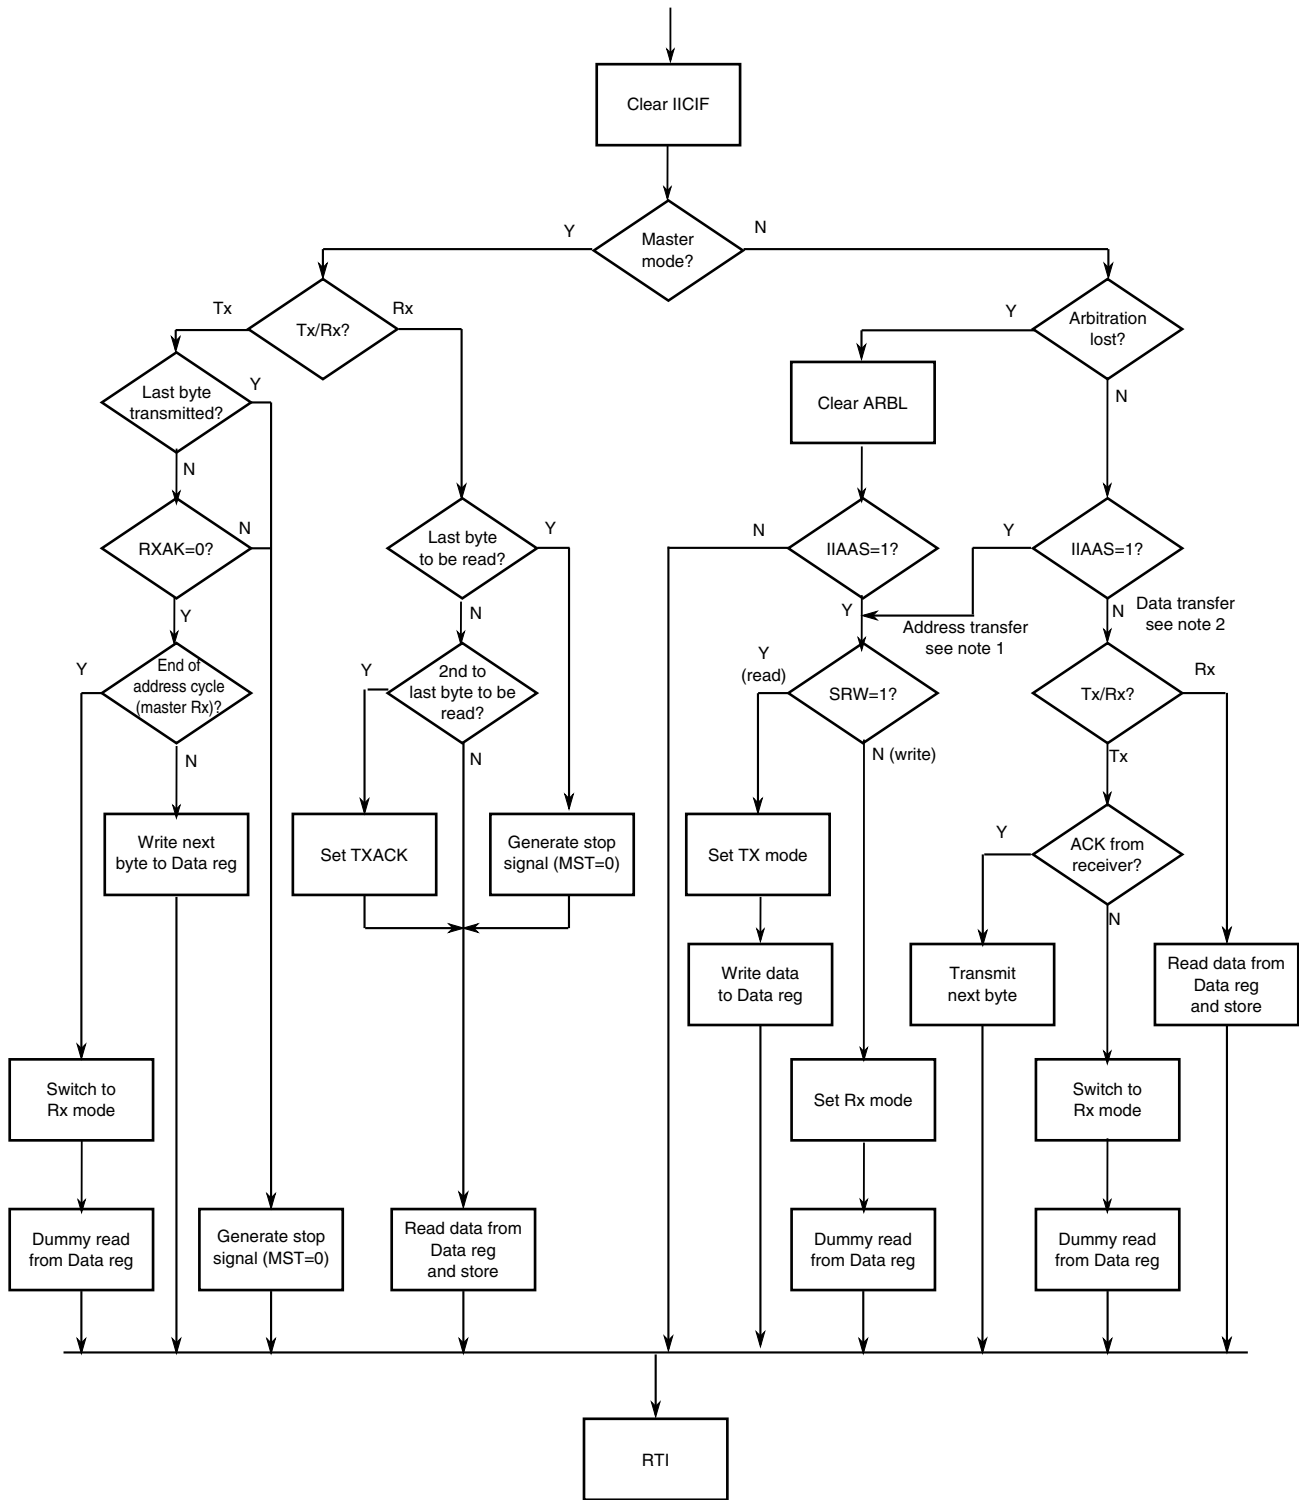 Clear IICIF
Y
N
Master
mode?
Tx
Rx
Tx/Rx?
Y
Arbitration
lost?
N
Last byte
transmitted?
Y
N
Clear ARBL
RXAK=0?
N
Y
Last byte
to be read?
Y
N
N
IIAAS=1?
Y
Y
IIAAS=1?
N
Data transfer
see note 2
Address transfer
see note 1
Y
End of
address cycle
(master Rx)?
N
Y
2nd to
last byte to be
read?
N
Y
(read)
SRW=1?
N (write)
Tx/Rx?
Rx
Tx
Write next
byte to Data reg
Set TXACK
Generate stop
signal (MST=0)
Set TX mode
Y
ACK from
receiver?
N
Write data
to Data reg
Transmit
next byte
Read data from
Data reg
and store
Switch to
Rx mode
Set Rx mode
Switch to
Rx mode
Dummy read
from Data reg
Generate stop
signal (MST=0)
Read data from
Data reg
and store
Dummy read
from Data reg
Dummy read
from Data reg
RTI